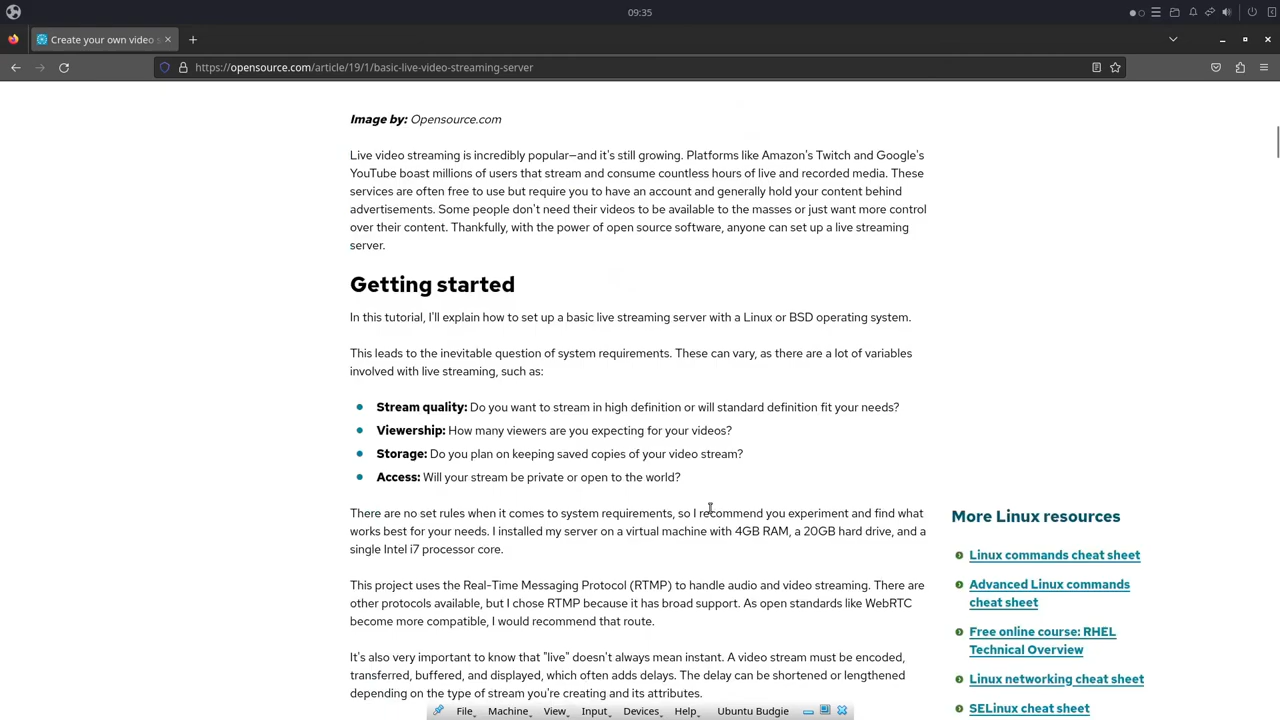 09:35
Create your own video s
https://opensource.com/article/19/1/basic-live-video-streaming-server
Image by: Opensource.com
Live video streaming is incredibly popular—and it's still growing. Platforms like Amazon's Twitch and Google's
YouTube boast millions of users that stream and consume countless hours of live and recorded media. These
services are often free to use but require you to have an account and generally hold your content behind
advertisements. Some people don't need their videos to be available to the masses or just want more control
over their content. Thankfully, with the power of open source software, anyone can set up a live streaming
server.
Getting started
In this tutorial, I'll explain how to set up a basic live streaming server with a Linux or BSD operating system.
This leads to the inevitable question of system requirements. These can vary, as there are a lot of variables
involved with live streaming, such as:
Stream quality: Do you want to stream in high definition or will standard definition fit your needs?
Viewership: How many viewers are you expecting for your videos?
Storage: Do you plan on keeping saved copies of your video stream?
Access: Will your stream be private or open to the world?
There are no set rules when it comes to system requirements, so I recommend you experiment and find what
works best for your needs. I installed my server on a virtual machine with 4GB RAM, a 20GB hard drive, and a
single Intel i7 processor core.
This project uses the Real-Time Messaging Protocol (RTMP) to handle audio and video streaming. There are
other protocols available, but I chose RTMP because it has broad support. As open standards like WebRTC
become more compatible, I would recommend that route.
It's also very important to know that "live" doesn't always mean instant. A video stream must be encoded,
transferred, buffered, and displayed, which often adds delays. The delay can be shortened or lengthened
depending on the type of stream you're creating and its attributes.
More Linux resources
Linux commands cheat sheet
Advanced Linux commands
cheat sheet
Free online course: RHEL
Technical Overview
Linux networking cheat sheet
SELinux cheat sheet
File Machine View Input Devices Help Ubuntu Budgie